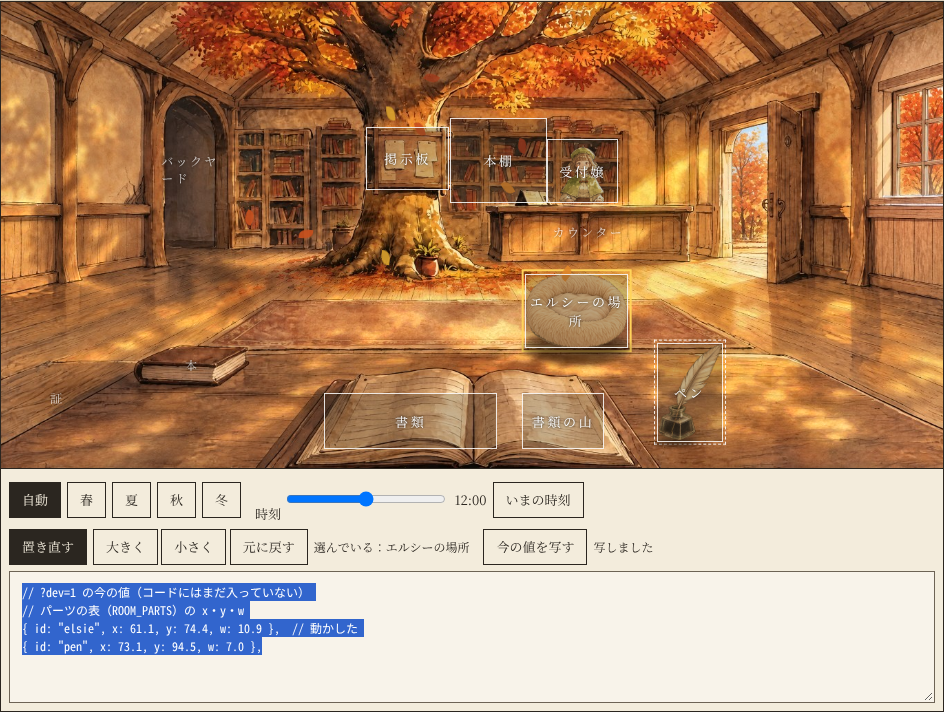 掲示板
本棚
受付嬢
バックヤ
ード
カウンター
エルシーの場
所
本
ペン
証
書類
書類の山
自動
春
夏
秋
冬
時刻
12:00
いまの時刻
置き直す
大きく
小さく
元に戻す
選んでいる：エルシーの場所
今の値を写す
写しました
// ?dev=1 の今の値（コードにはまだ入っていない）
// パーツの表（ROOM_PARTS）の x・y・w
{ id: "elsie", x: 61.1, y: 74.4, w: 10.9 },  // 動かした
{ id: "pen", x: 73.1, y: 94.5, w: 7.0 },